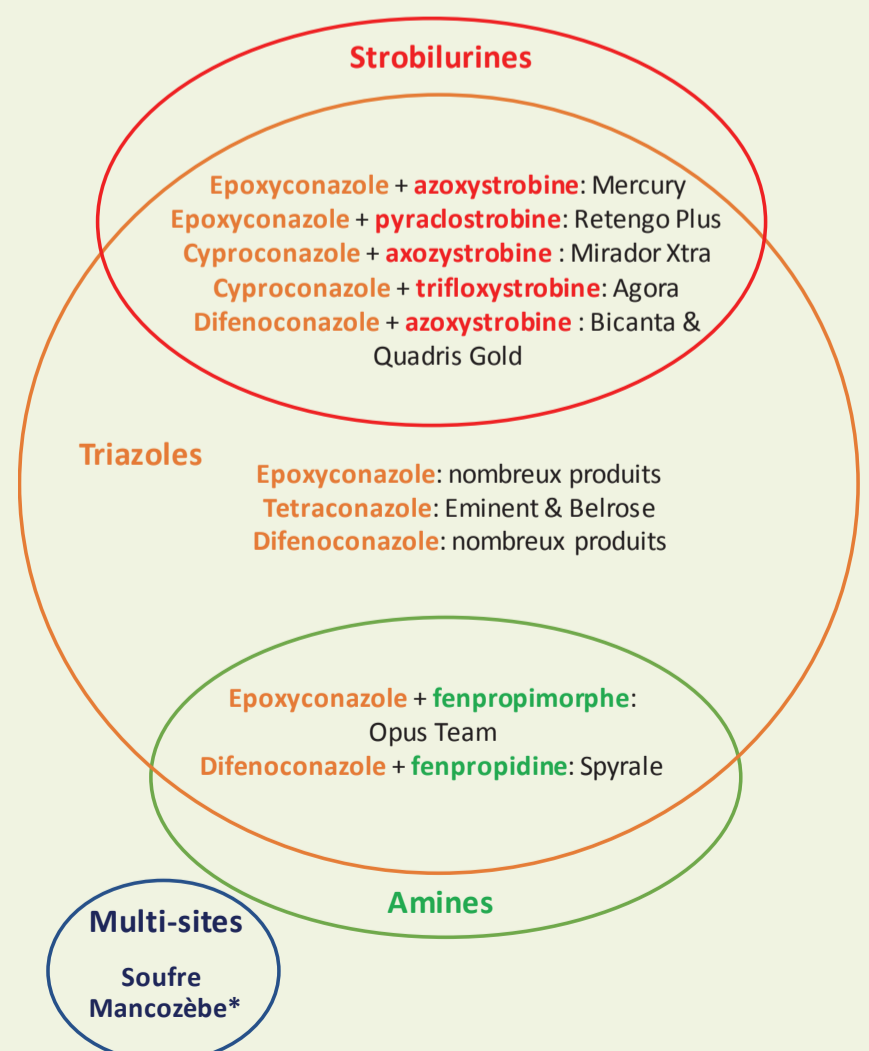 Strobilurines
Epoxyconazole + azoxystrobine: Mercury
Epoxyconazole + pyraclostrobine: Retengo Plus
Cyproconazole + axozystrobine : Mirador Xtra
Cyproconazole + trifloxystrobine: Agora
Difenoconazole + azoxystrobine : Bicanta &
Quadris Gold
Triazoles
Epoxyconazole: nombreux produits
Tetraconazole: Eminent & Belrose
Difenoconazole: nombreux produits
Epoxyconazole + fenpropimorphe:
Opus Team
Difenoconazole + fenpropidine: Spyrale
Amines
Multi-sites
Soufre
Mancozèbe*